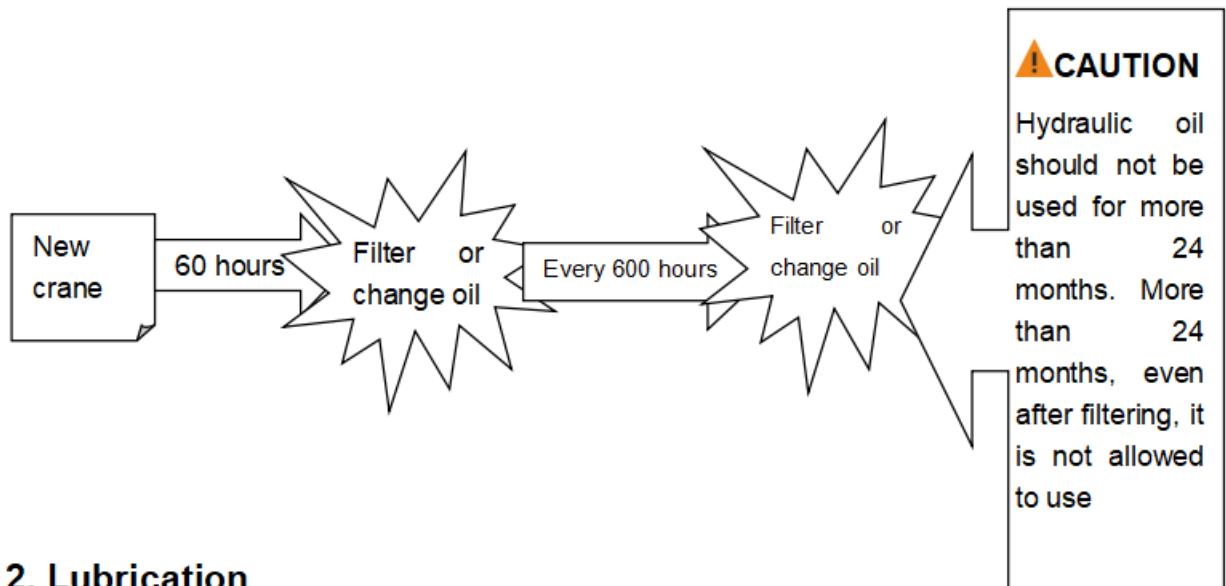 New
crane
60 hours
Filter or
change oil
Every 600 hours
Filter or
change oil
CAUTION
Hydraulic oil
should not be
used for more
than 24
months. More
than 24
months, even
after filtering, it
is not allowed
to use
2. Lubrication